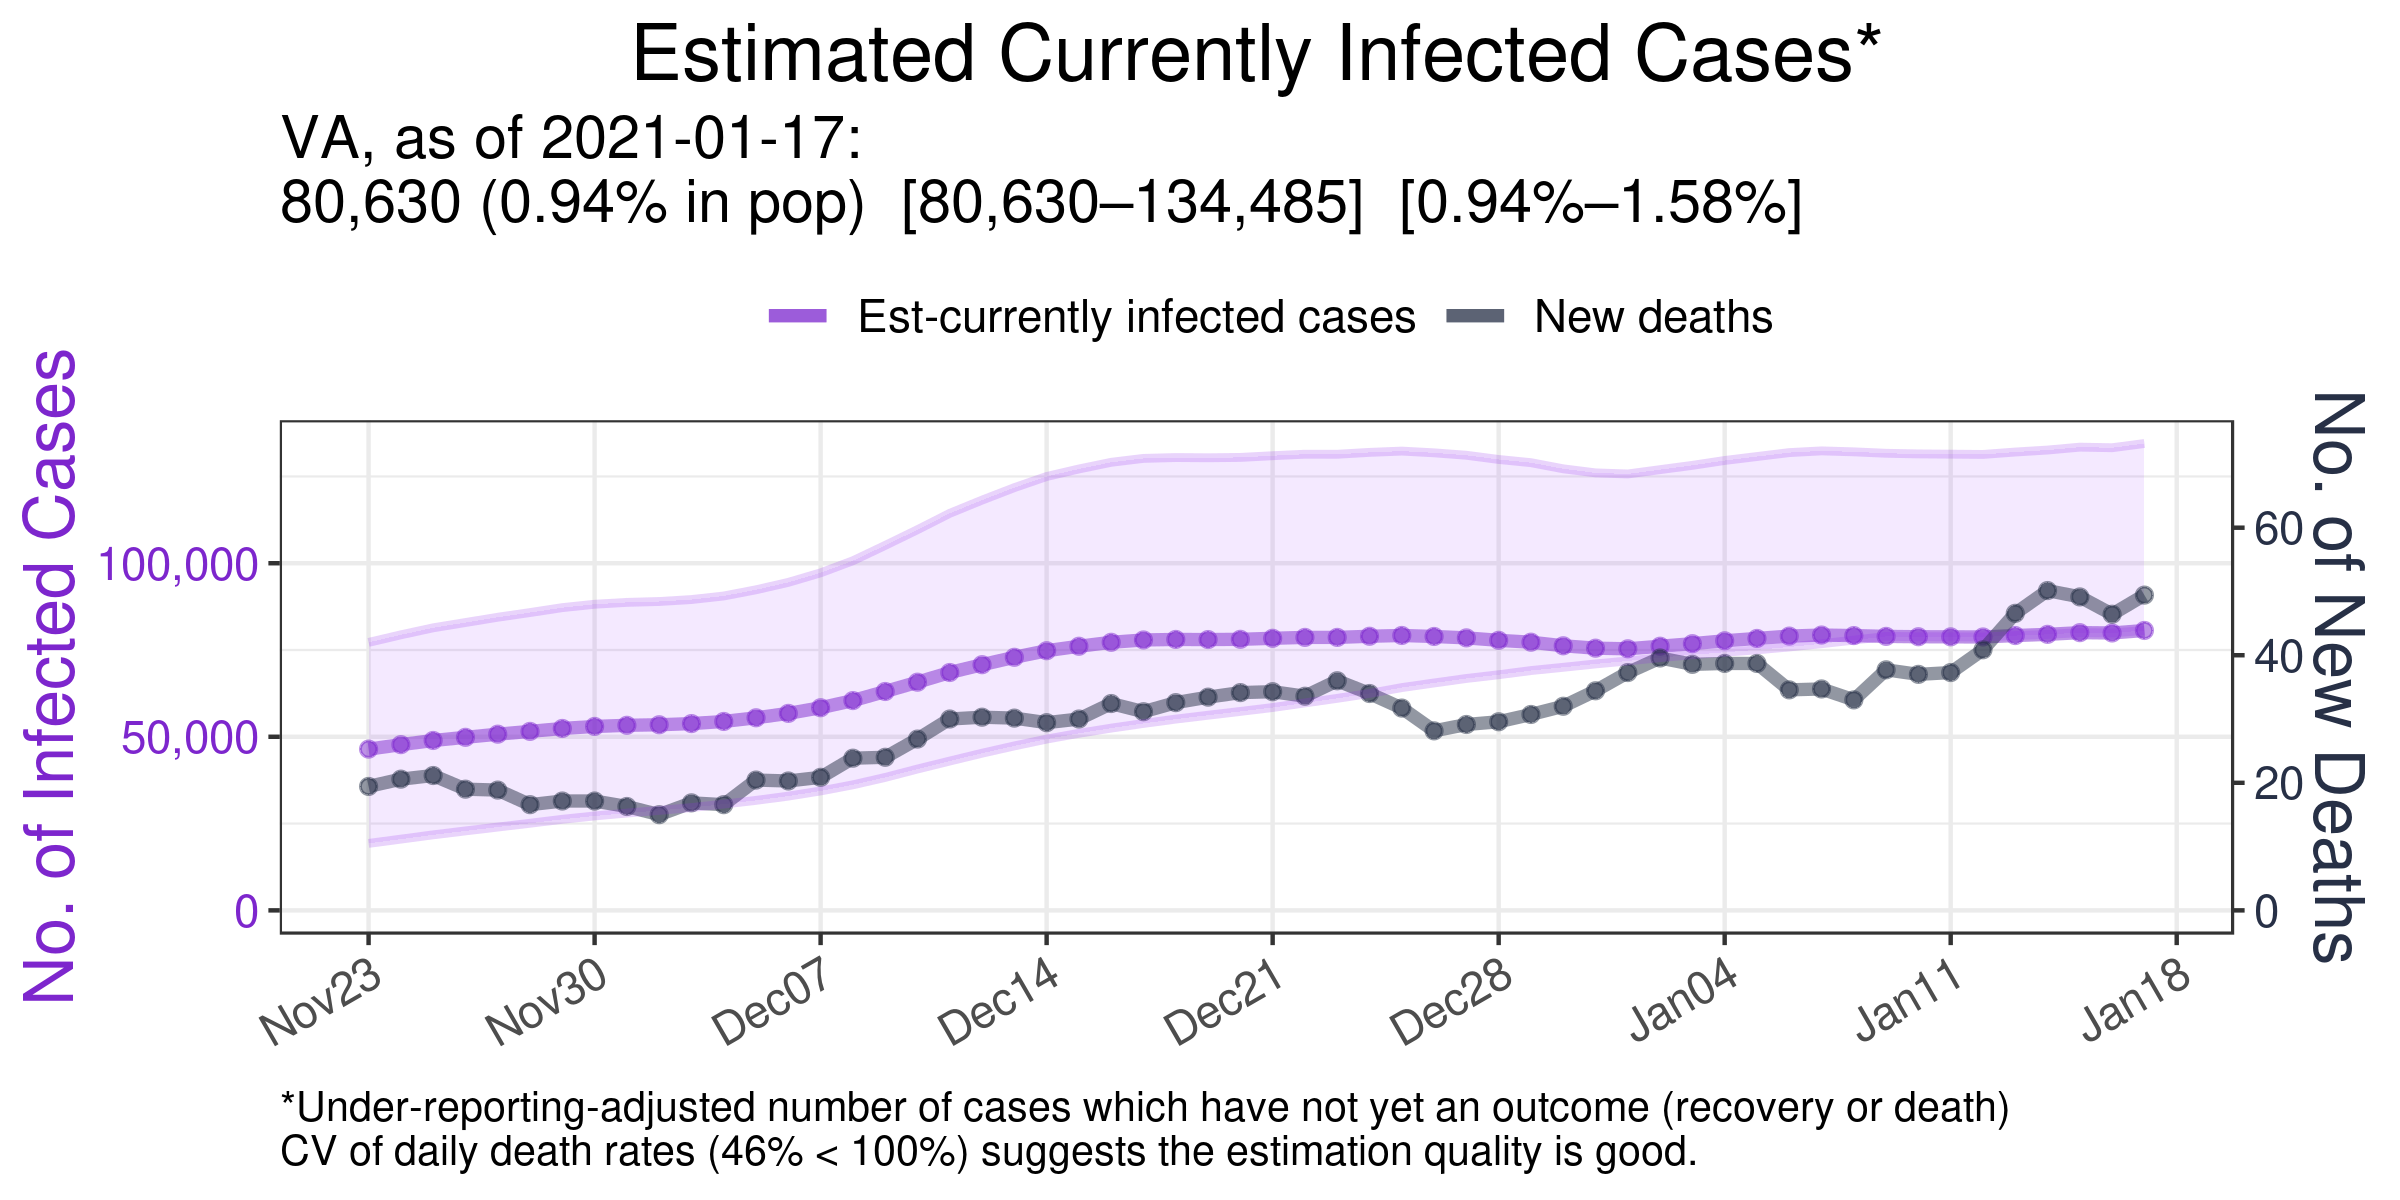 Estimated Currently Infected Cases*
VA, as of 2021-01-17:
80,630 (0.94% in pop)  [80,630–134,485]  [0.94%–1.58%]
Est-currently infected cases
New deaths
No. of Infected Cases
100,000
50,000
0
No. of New Deaths
60
40
20
0
Nov23
Nov30
Dec07
Dec14
Dec21
Dec28
Jan04
Jan11
Jan18
*Under-reporting-adjusted number of cases which have not yet an outcome (recovery or death)
CV of daily death rates (46% < 100%) suggests the estimation quality is good.